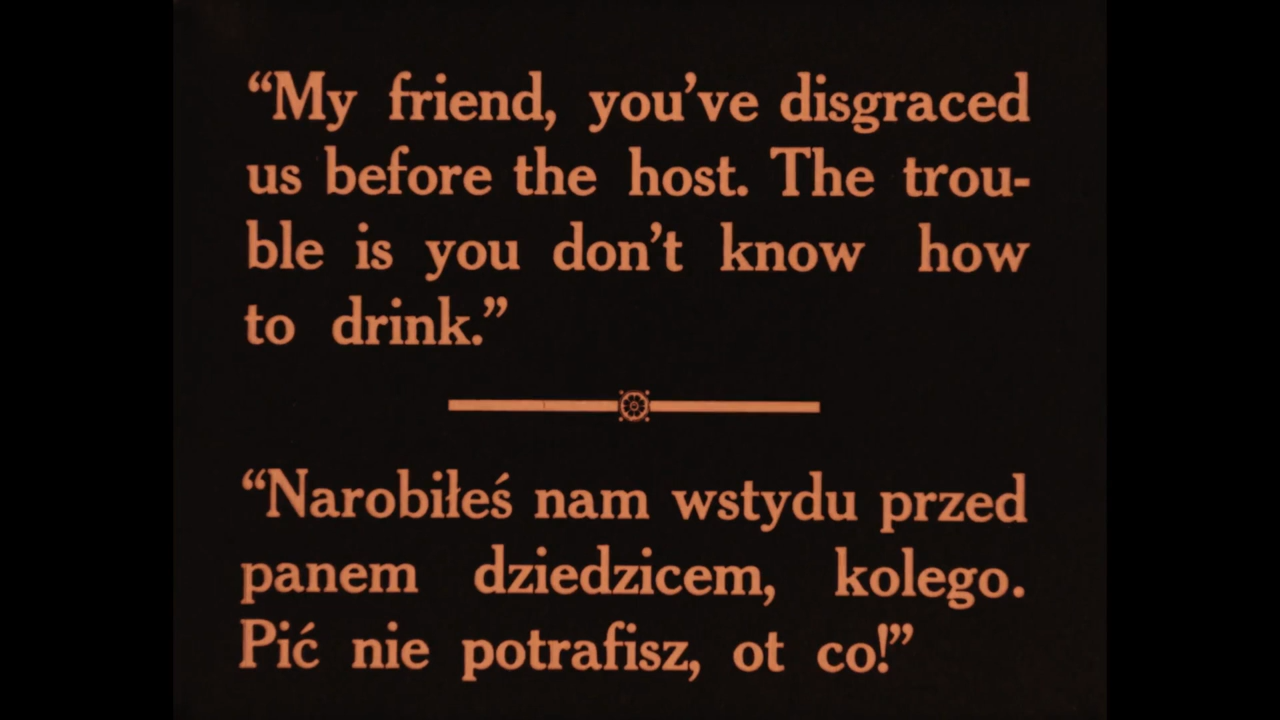 “My friend, you’ve disgraced
us before the host. The trou-
ble is you don’t know how
to drink.”
“Narobiłeś nam wstydu przed
panem dziedzicem, kolego.
Pić nie potrafisz, ot co!”